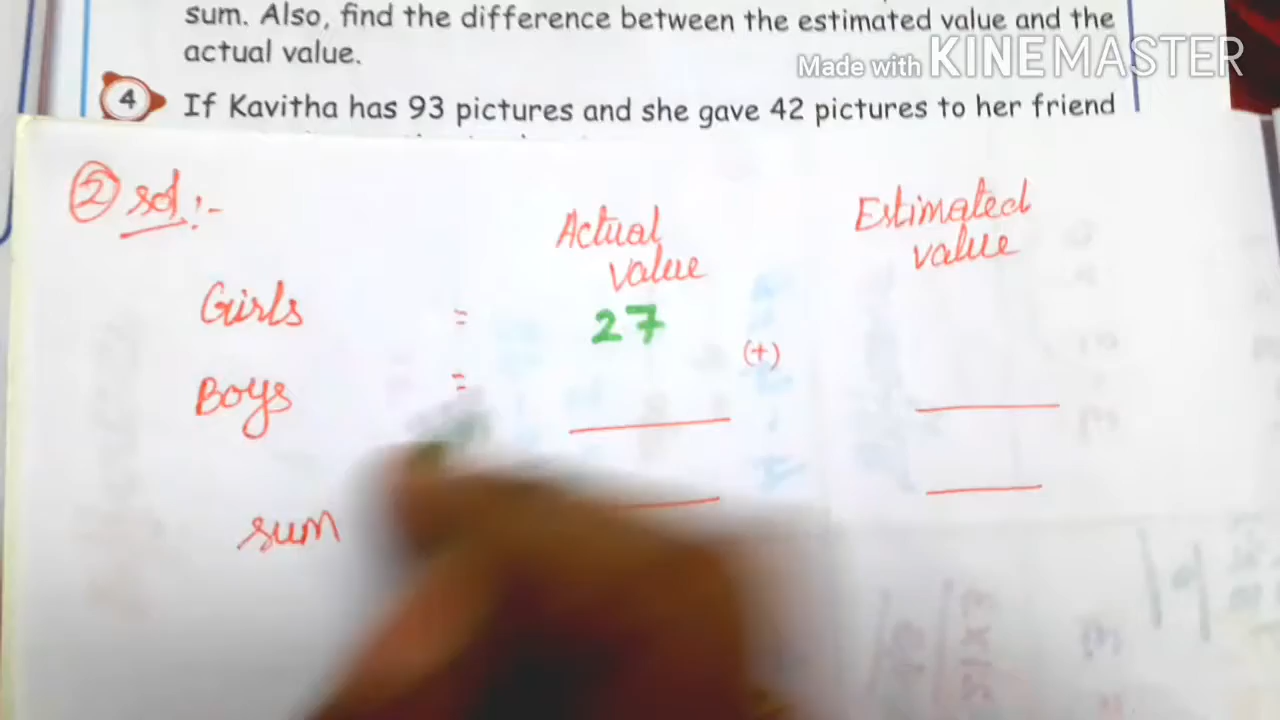 sum. Also, find the difference between the estimated value and the
actual value.
Made with KINEMASTER
4 If Kavitha has 93 pictures and she gave 42 pictures to her friend
2 Sol:-
Actual
value
Estimated
value
Girls = 27
(+)
Boys =
sum